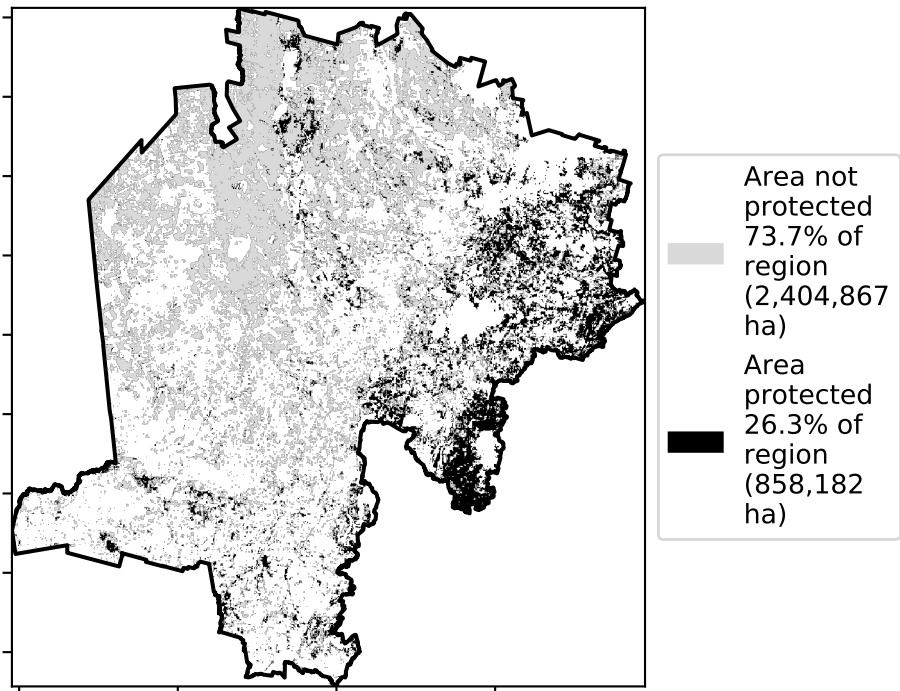 Area not
protected
73.7% of
region
(2,404,867
ha)
Area
protected
26.3% of
region
(858,182
ha)